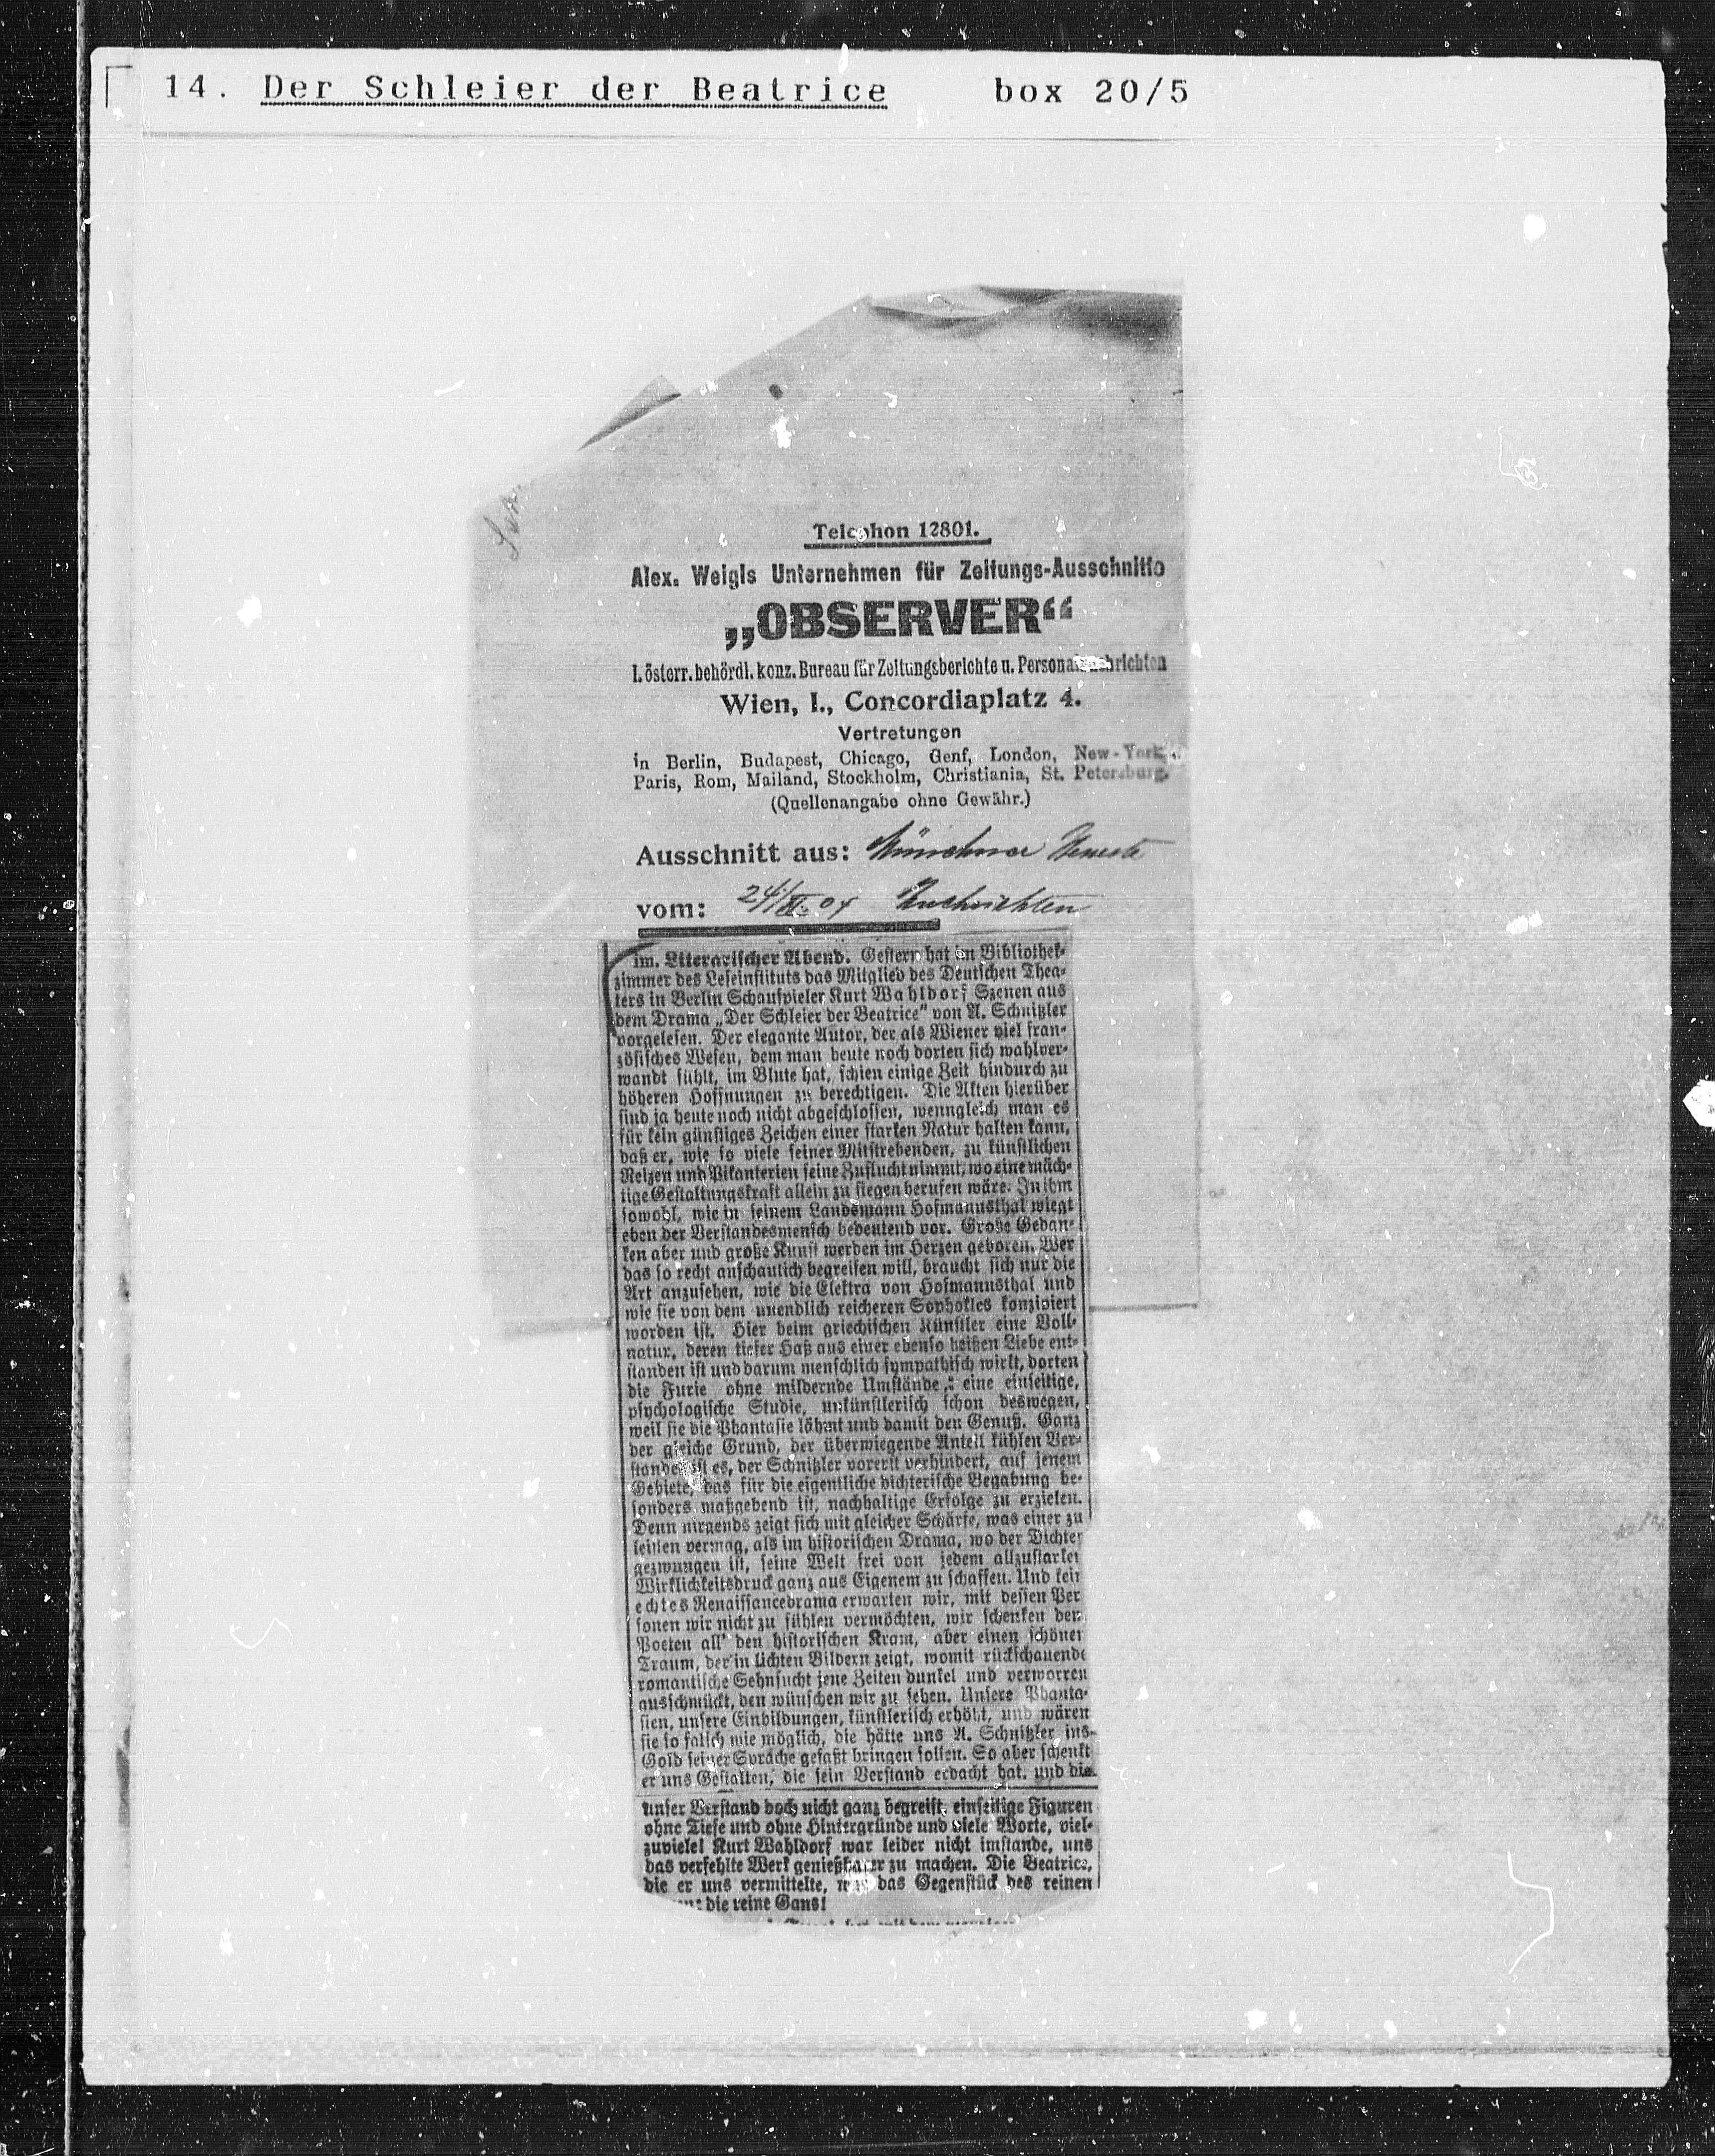 14. Der Schleier der Beatrice box 20/5
Telephon 12801.
Alex. Weigls Unternehmen für Zeitungs-Ausschnitte
„OBSERVER“
I. österr. behördl. konz. Bureau für Zeitungsberichte u. Personalnachrichten
Wien, I., Concordiaplatz 4.
Vertretungen
in Berlin, Budapest, Chicago, Genf, London, New-York,
Paris, Rom, Mailand, Stockholm, Christiania, St. Petersburg.
(Quellenangabe ohne Gewähr.)
Ausschnitt aus: Münchner Neueste
vom: 24/XI. 04 Nachrichten
im. Literarischer Abend. Gestern hat im Bibliothek-
zimmer des Leseinstituts das Mitglied des Deutschen Thea-
ters in Berlin Schauspieler Kurt Wahldorf Szenen aus
dem Drama „Der Schleier der Beatrice“ von A. Schnitzler
vorgelesen. Der elegante Autor, der als Wiener viel fran-
zösisches Wesen, dem man heute noch dorten sich wahlver-
wandt fühlt, im Blute hat, schien einige Zeit hindurch zu
höheren Hoffnungen zu berechtigen. Die Akten hierüber
sind ja heute noch nicht abgeschlossen, wenngleich man es
für kein günstiges Zeichen einer starken Natur halten kann,
daß er, wie so viele seiner Mitstrebenden, zu künstlichen
Reizen und Pikanterien seine Zuflucht nimmt, wo eine mäch-
tige Gestaltungskraft allein zu siegen berufen wäre. In ihm
sowohl, wie in seinem Landsmann Hofmannsthal wiegt
eben der Verstandesmensch bedeutend vor. Große Gedan-
ken aber und große Kunst werden im Herzen geboren. Wer
das so recht anschaulich begreifen will, braucht sich nur die
Art anzusehen, wie die Elektra von Hofmannsthal und
wie sie von dem unendlich reicheren Sophokles konzipiert
worden ist. Hier beim griechischen Künstler eine Voll-
natur, deren tiefer Haß aus einer ebenso heißen Liebe ent-
standen ist und darum menschlich sympathisch wirkt, dorten
die Furie „ohne mildernde Umstände“: eine einseitige,
psychologische Studie, unkünstlerisch schon deswegen,
weil sie die Phantasie lähmt und damit den Genuß. Ganz
der gleiche Grund, der überwiegende Anteil kühlen Ver-
standes ist es, der Schnitzler vorerst verhindert, auf jenem
Gebiete, das für die eigentliche dichterische Begabung be-
sonders maßgebend ist, nachhaltige Erfolge zu erzielen.
Denn nirgends zeigt sich mit gleicher Schärfe, was einer zu
leisten vermag, als im historischen Drama, wo der Dichter
gezwungen ist, seine Welt frei von jedem allzustarken
Wirklichkeitsdruck ganz aus Eigenem zu schaffen. Und kein
echtes Renaissancedrama erwarten wir, mit dessen Per
sonen wir nicht zu fühlen vermöchten, wir schenken dem
Poeten all' den historischen Kram, aber einen schönen
Traum, der in lichten Bildern zeigt, womit rückschauende
romantische Sehnsucht jene Zeiten dunkel und verworren
ausschmückt, den wünschen wir zu sehen. Unsere Phanta-
sien, unsere Einbildungen, künstlerisch erhöht, und wären
sie so falsch wie möglich, die hätte uns A. Schnitzler ins
Gold seiner Sprache gefaßt bringen sollen. So aber schenkt
er uns Gestalten, die sein Verstand erdacht hat, und die
unser Verstand doch nicht ganz begreift, einseitige Figuren
ohne Tiefe und ohne Hintergründe und viele Worte, viel-
zuviele! Kurt Wahldorf war leider nicht imstande, uns
das verfehlte Werk genießbarer zu machen. Die Beatrice,
die er uns vermittelte, war das Gegenstück des reinen
die reine Gans!